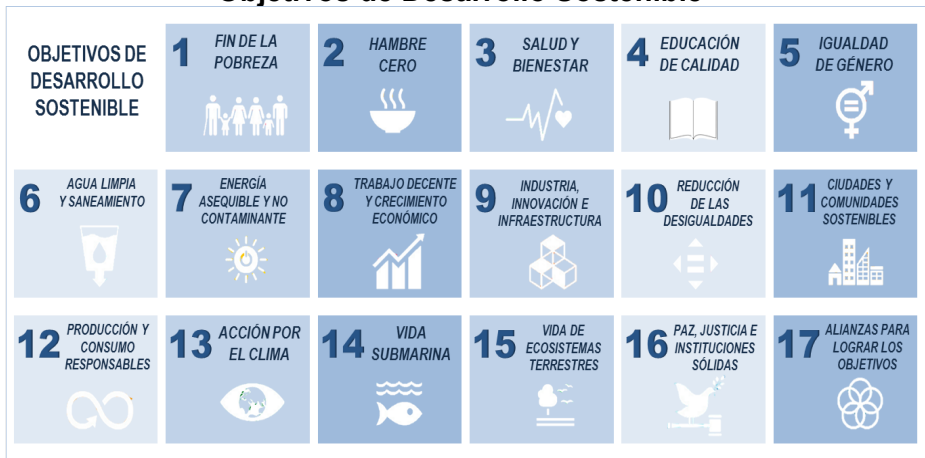 Objetivos de Desarrollo Sostenible
OBJETIVOS DE
DESARROLLO
SOSTENIBLE
1
FIN DE LA
POBREZA
2
HAMBRE
CERO
3
SALUD Y
BIENESTAR
4
EDUCACIÓN
DE CALIDAD
5
IGUALDAD
DE GÉNERO
6
AGUA LIMPIA
Y SANEAMIENTO
7
ENERGÍA
ASEQUIBLE Y NO
CONTAMINANTE
8
TRABAJO DECENTE
Y CRECIMIENTO
ECONÓMICO
9
INDUSTRIA,
INNOVACIÓN E
INFRAESTRUCTURA
10
REDUCCIÓN
DE LAS
DESIGUALDADES
11
CIUDADES Y
COMUNIDADES
SOSTENIBLES
12
PRODUCCIÓN Y
CONSUMO
RESPONSABLES
13
ACCIÓN POR
EL CLIMA
14
VIDA
SUBMARINA
15
VIDA DE
ECOSISTEMAS
TERRESTRES
16
PAZ, JUSTICIA E
INSTITUCIONES
SÓLIDAS
17
ALIANZAS PARA
LOGRAR LOS
OBJETIVOS